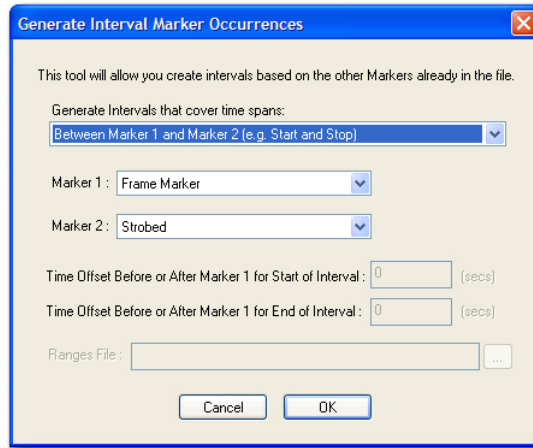 Generate Interval Marker Occurrences
This tool will allow you create intervals based on the other Markers already in the file.
Generate Intervals that cover time spans:
Between Marker 1 and Marker 2 (e.g. Start and Stop)
Marker 1 : Frame Marker
Marker 2 : Strobed
Time Offset Before or After Marker 1 for Start of Interval : 0 (secs)
Time Offset Before or After Marker 1 for End of Interval : 0 (secs)
Ranges File : ...
Cancel OK